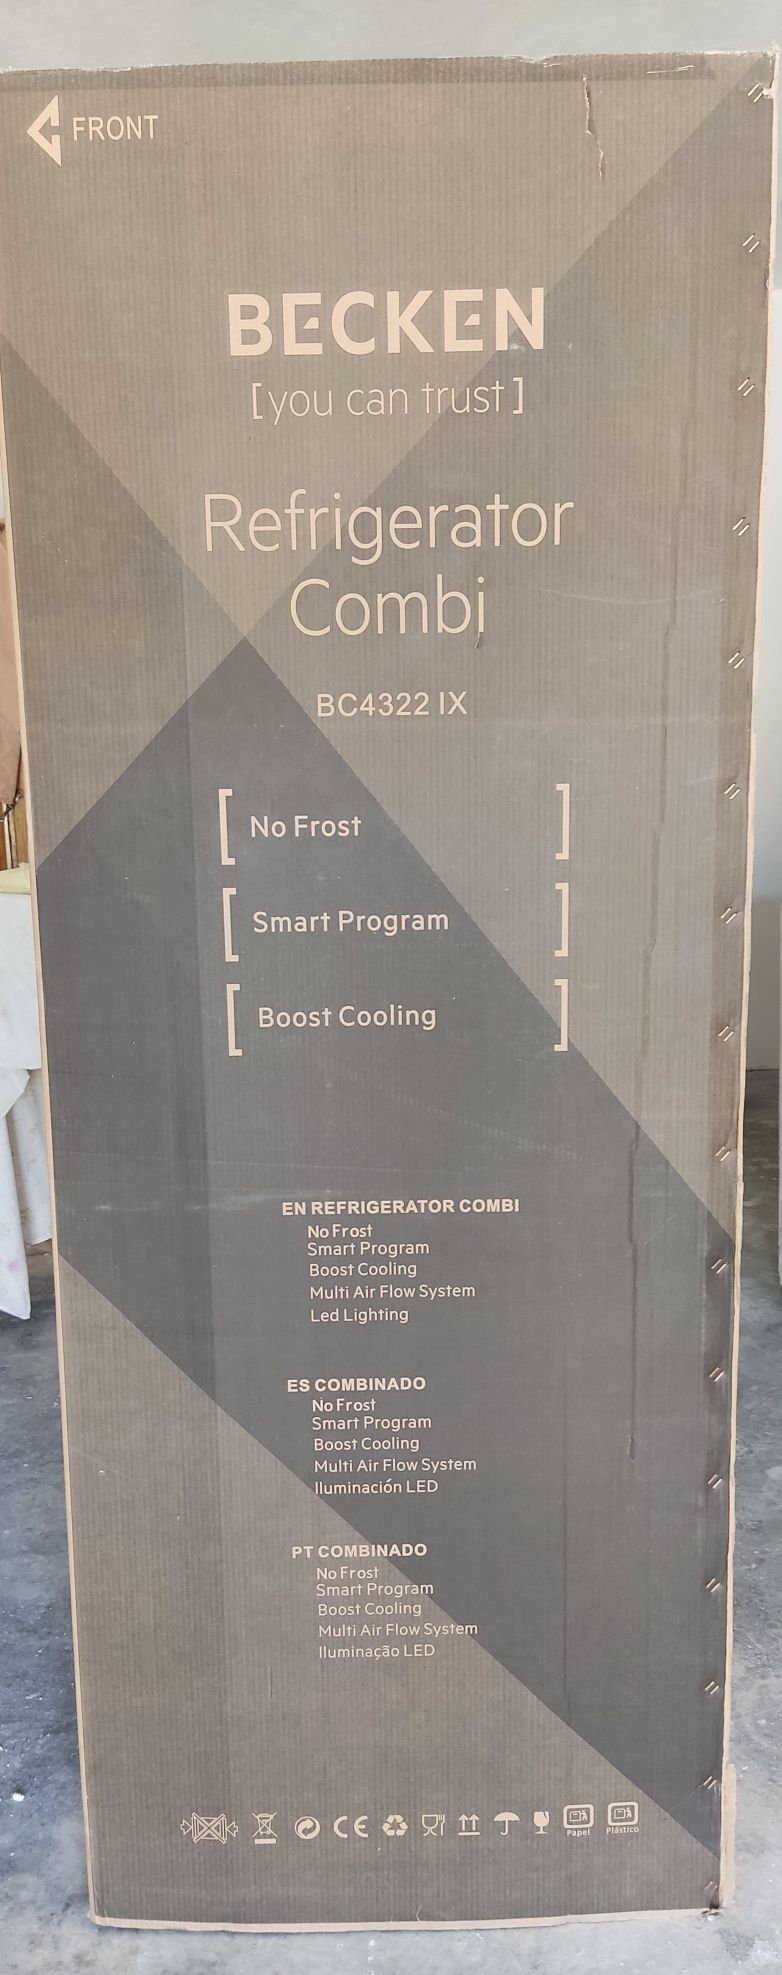 FRONT
BECKEN
[you can trust]
Refrigerator
Combi
BC4322 IX
[No Frost]
[Smart Program]
[Boost Cooling]
EN REFRIGERATOR COMBI
No Frost
Smart Program
Boost Cooling
Multi Air Flow System
Led Lighting
ES COMBINADO
No Frost
Smart Program
Boost Cooling
Multi Air Flow System
Iluminación LED
PT COMBINADO
No Frost
Smart Program
Boost Cooling
Multi Air Flow System
Iluminação LED
CE
Papel Plástico